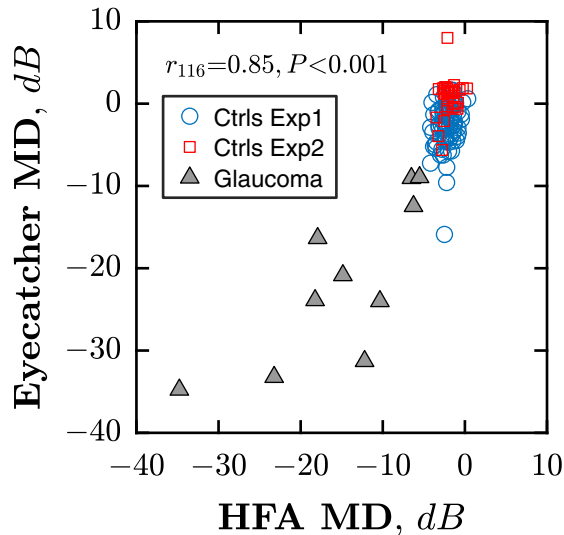 10
0
−10
−20
−30
−40
Eyecatcher MD, dB
r116=0.85, P<0.001
Ctrls Exp1
Ctrls Exp2
Glaucoma
−40 −30 −20 −10 0 10
HFA MD, dB